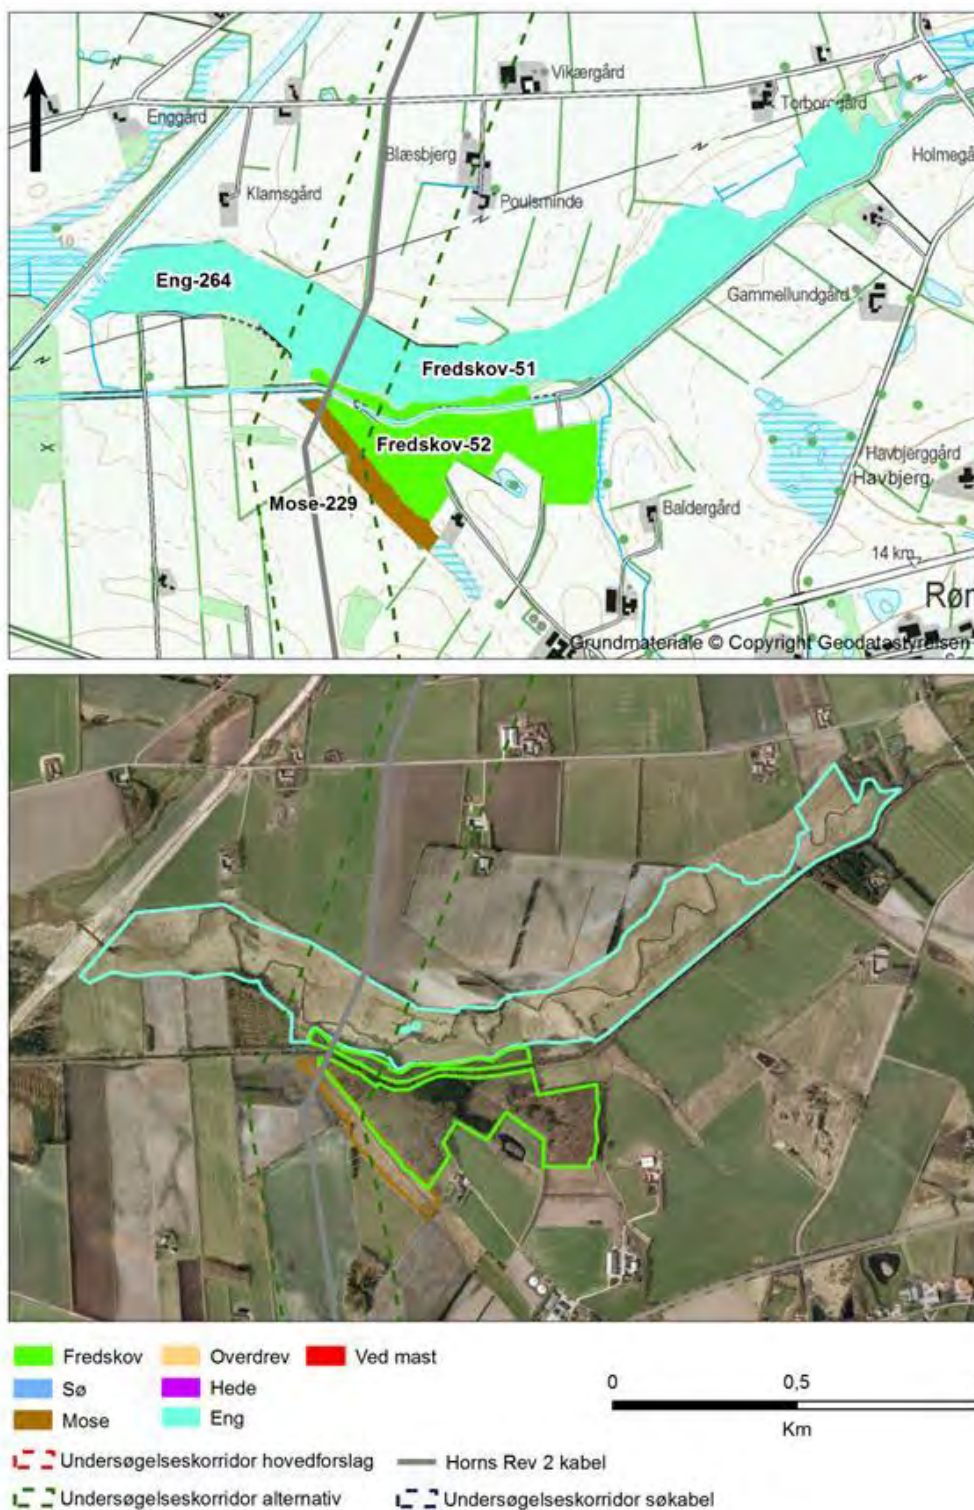 Vikærgård
Enggård
Torborggård
Blæsbjerg
Holmegå
Klamsgård
Poulsminde
10
Eng-264
Gammellundgård
Fredskov-51
Fredskov-52
Havbjerggård
Havbjerg
Mose-229
Baldergård
14 km
Røn
Grundmateriale © Copyright Geodatastyrelsen
Fredskov
Overdrev
Ved mast
Sø
Hede
Mose
Eng
0
0,5
Km
Undersøgelseskorridor hovedforslag
Horns Rev 2 kabel
Undersøgelseskorridor alternativ
Undersøgelseskorridor søkabel